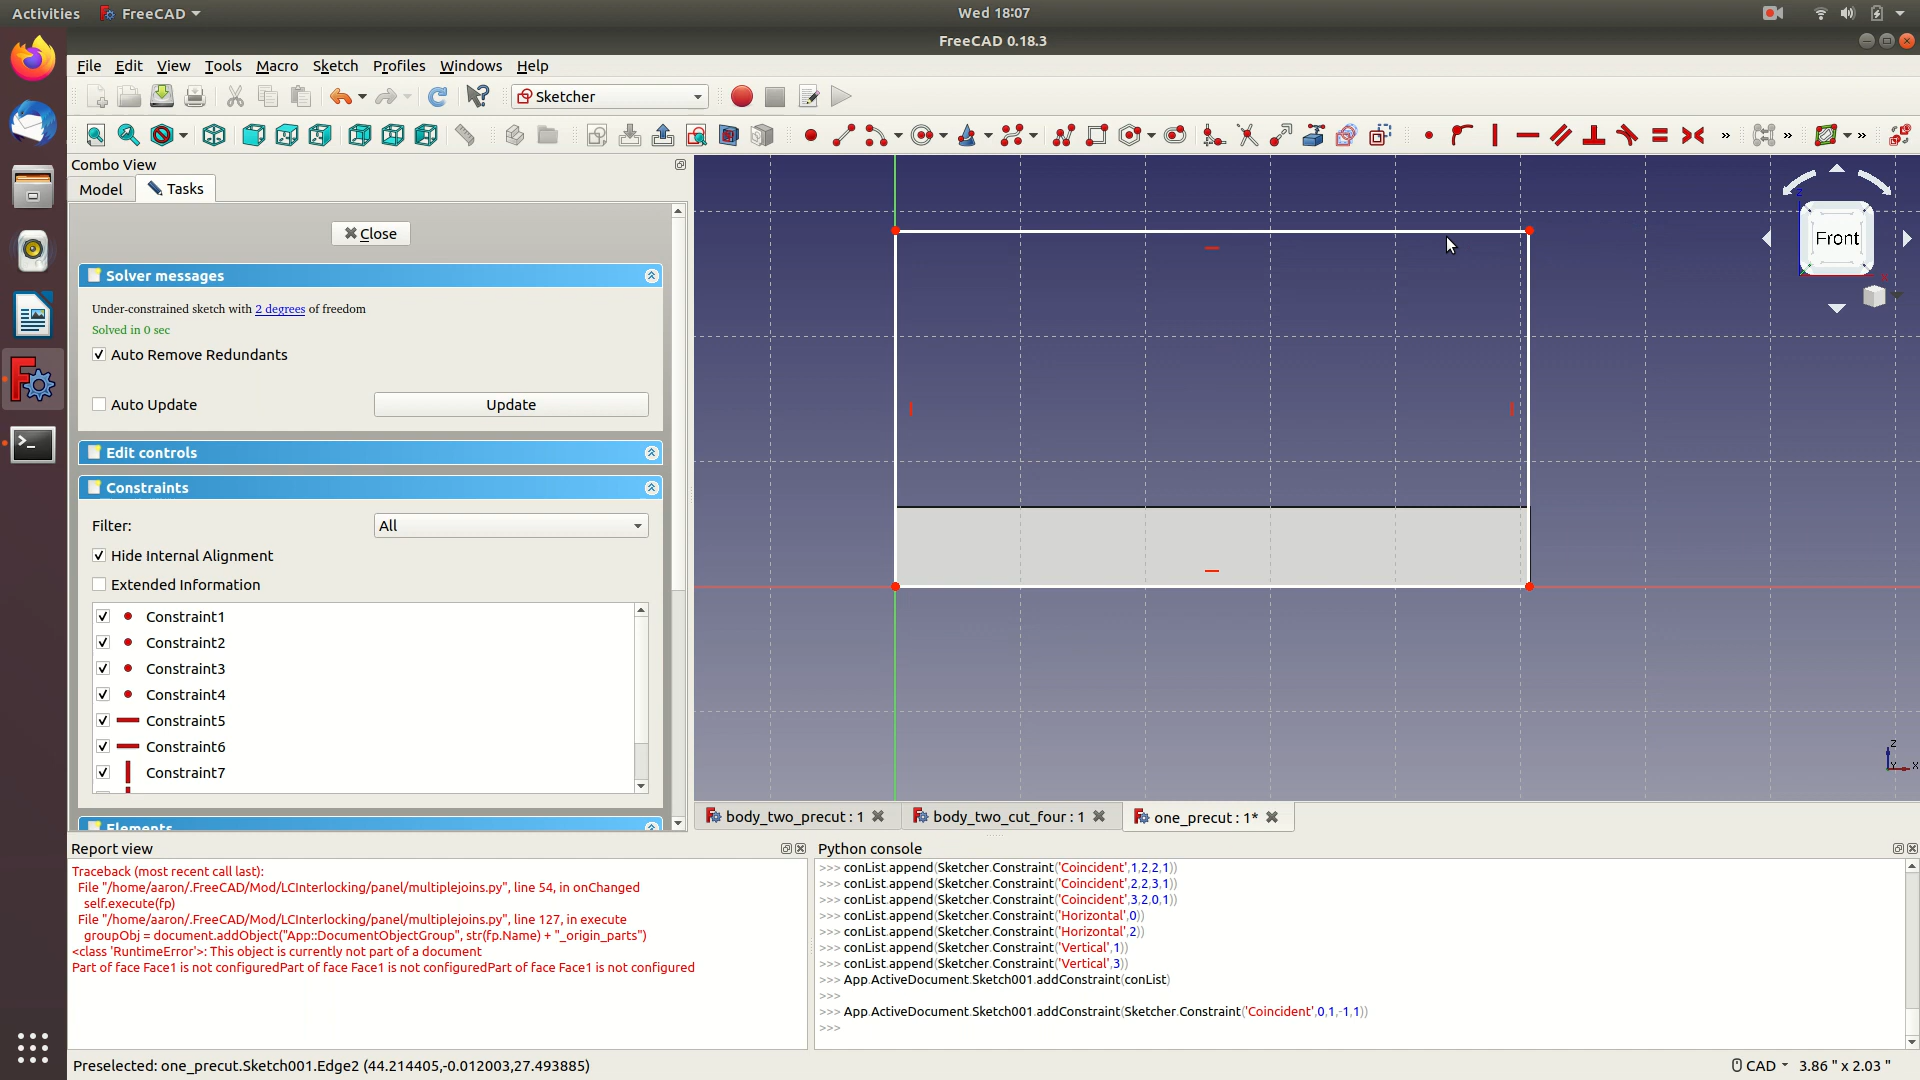 Activities FreeCAD Wed 18:07
FreeCAD 0.18.3
File Edit View Tools Macro Sketch Profiles Windows Help
Sketcher
Combo View
Model Tasks
Close
Solver messages
Under-constrained sketch with 2 degrees of freedom
Solved in 0 sec
Auto Remove Redundants
Auto Update Update
Edit controls
Constraints
Filter: All
Hide Internal Alignment
Extended Information
Constraint1
Constraint2
Constraint3
Constraint4
Constraint5
Constraint6
Constraint7
Elements
Front
Z
Y X
body_two_precut : 1 body_two_cut_four : 1 one_precut : 1*
Report view
Traceback (most recent call last):
File "/home/aaron/.FreeCAD/Mod/LCInterlocking/panel/multiplejoins.py", line 54, in onChanged
self.execute(fp)
File "/home/aaron/.FreeCAD/Mod/LCInterlocking/panel/multiplejoins.py", line 127, in execute
groupObj = document.addObject("App::DocumentObjectGroup", str(fp.Name) + "_origin_parts")
<class 'RuntimeError'>: This object is currently not part of a document
Part of face Face1 is not configuredPart of face Face1 is not configuredPart of face Face1 is not configured
Python console
>>> conList.append(Sketcher.Constraint('Coincident',1,2,2,1))
>>> conList.append(Sketcher.Constraint('Coincident',2,2,3,1))
>>> conList.append(Sketcher.Constraint('Coincident',3,2,0,1))
>>> conList.append(Sketcher.Constraint('Horizontal',0))
>>> conList.append(Sketcher.Constraint('Horizontal',2))
>>> conList.append(Sketcher.Constraint('Vertical',1))
>>> conList.append(Sketcher.Constraint('Vertical',3))
>>> App.ActiveDocument.Sketch001.addConstraint(conList)
>>>
>>> App.ActiveDocument.Sketch001.addConstraint(Sketcher.Constraint('Coincident',0,1,-1,1))
>>>
Preselected: one_precut.Sketch001.Edge2 (44.214405,-0.012003,27.493885)
CAD 3.86 " x 2.03 "